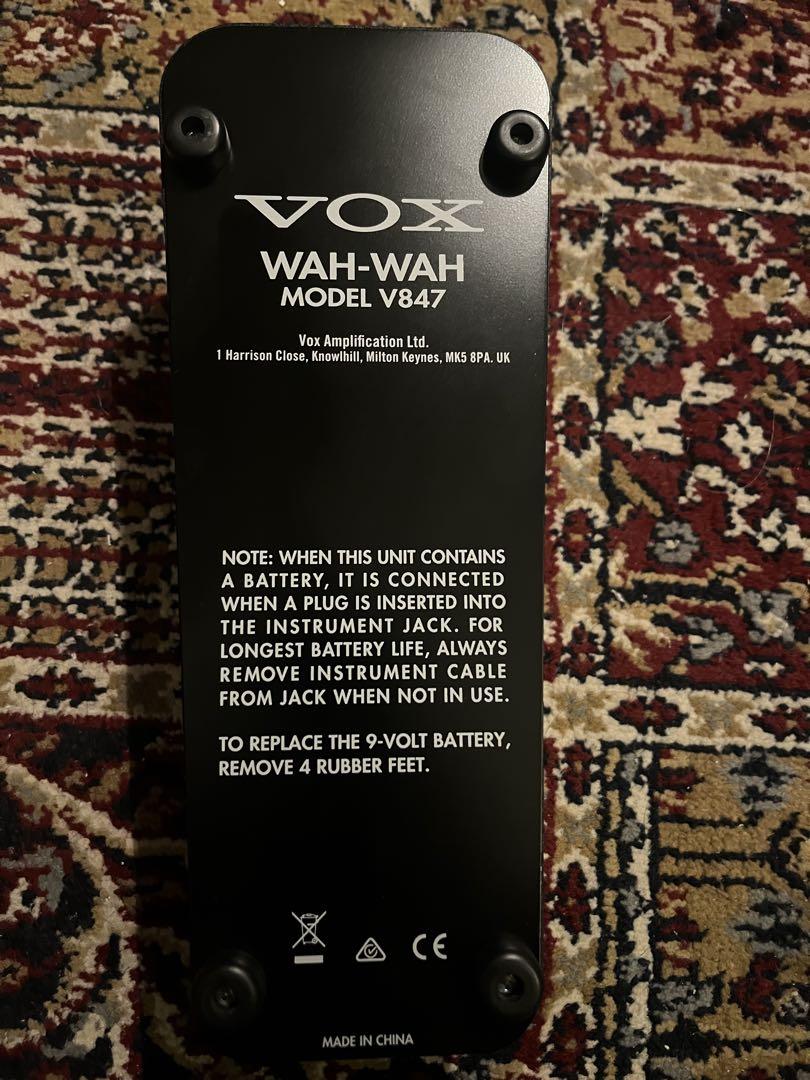 VOX
WAH-WAH
MODEL V847
Vox Amplification Ltd.
1 Harrison Close, Knowlhill, Milton Keynes, MK5 8PA. UK
NOTE: WHEN THIS UNIT CONTAINS
A BATTERY, IT IS CONNECTED
WHEN A PLUG IS INSERTED INTO
THE INSTRUMENT JACK. FOR
LONGEST BATTERY LIFE, ALWAYS
REMOVE INSTRUMENT CABLE
FROM JACK WHEN NOT IN USE.
TO REPLACE THE 9-VOLT BATTERY,
REMOVE 4 RUBBER FEET.
CE
MADE IN CHINA